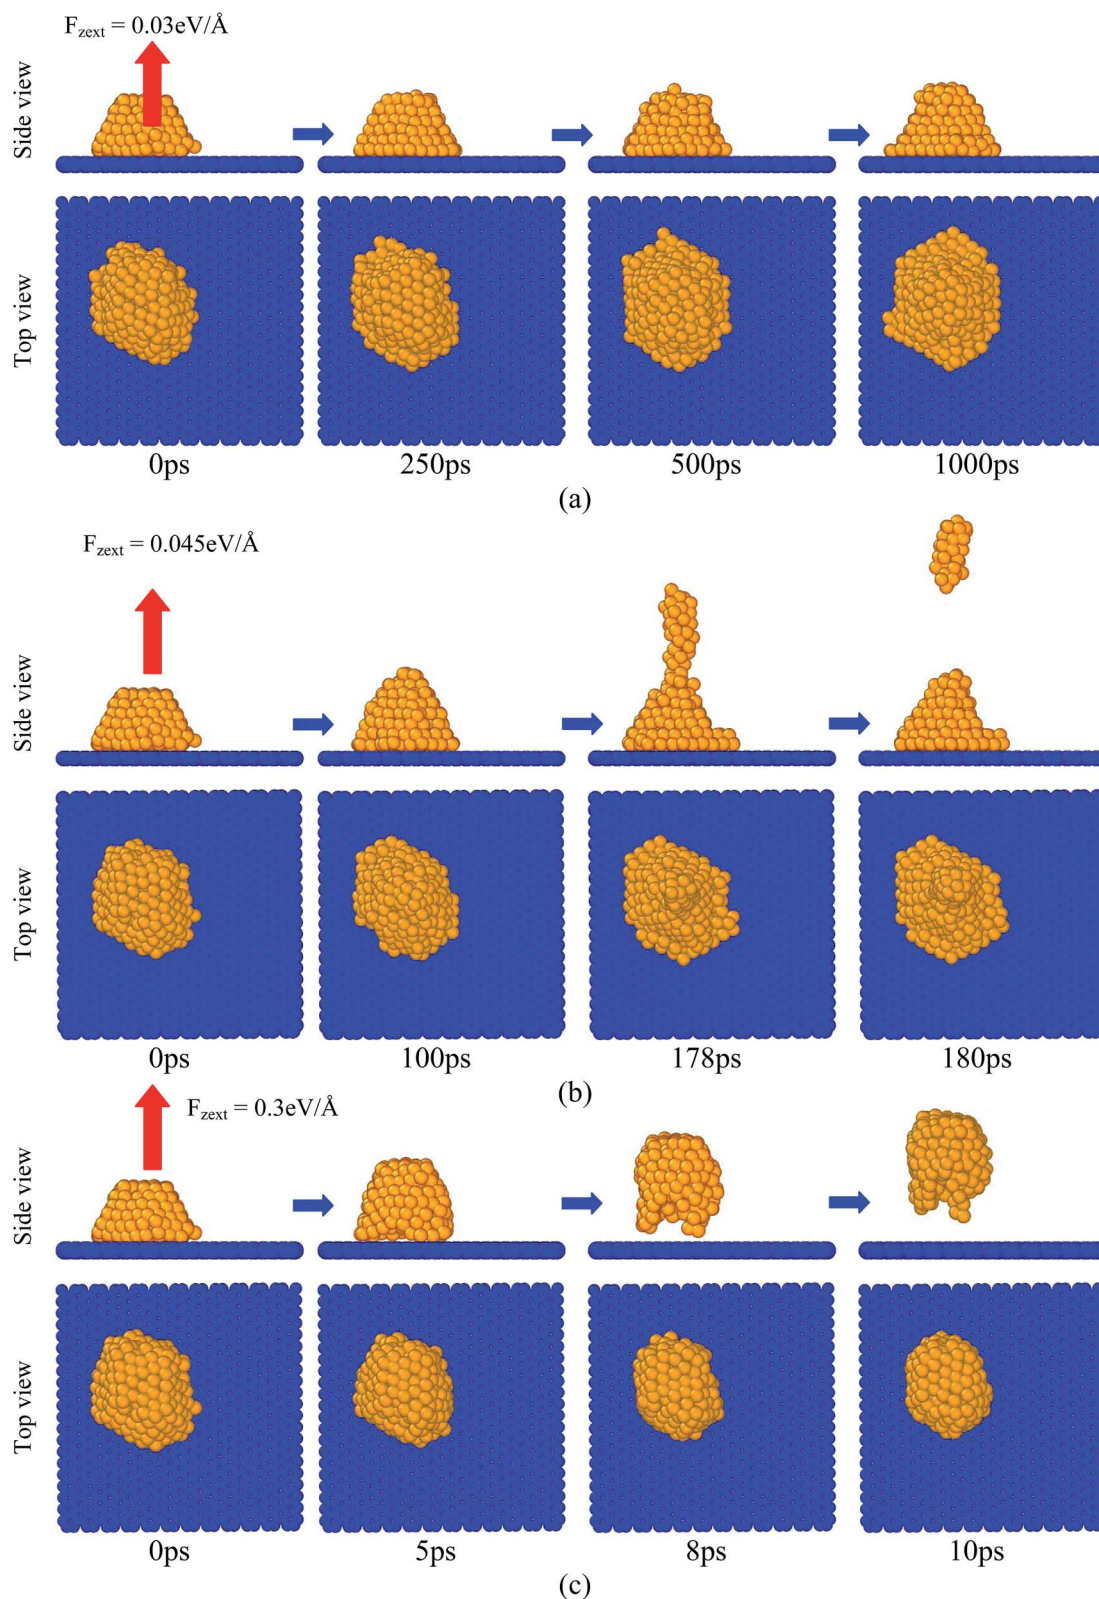 F_zext = 0.03eV/Å
Side view
Top view
0ps 250ps 500ps 1000ps
(a)
F_zext = 0.045eV/Å
Side view
Top view
0ps 100ps 178ps 180ps
(b)
F_zext = 0.3eV/Å
Side view
Top view
0ps 5ps 8ps 10ps
(c)